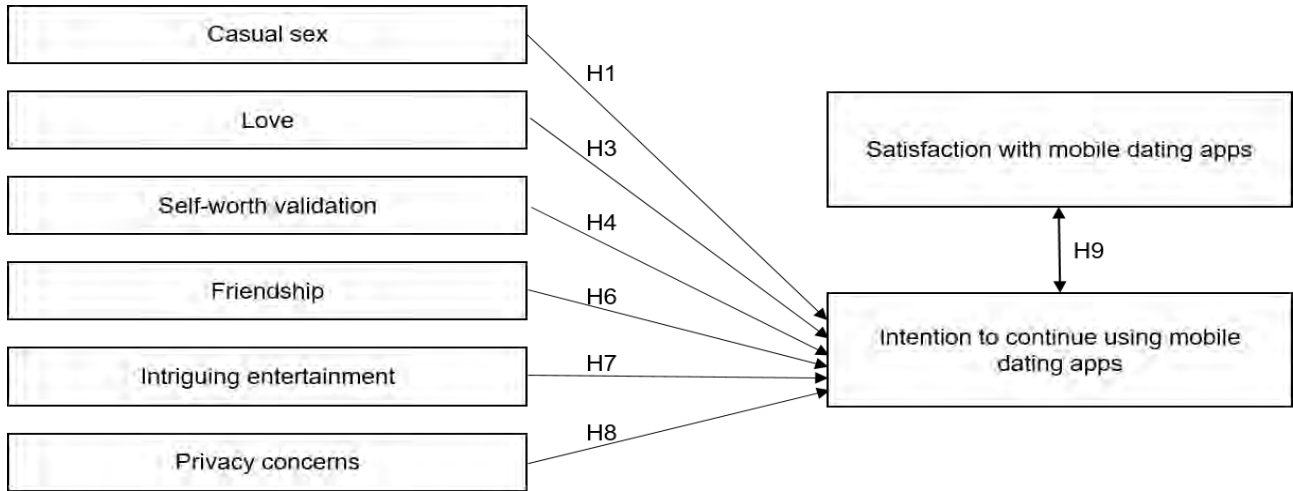 Casual sex
H1
Love
H3
Satisfaction with mobile dating apps
Self-worth validation
H4
H9
Friendship
H6
Intention to continue using mobile
dating apps
Intriguing entertainment
H7
H8
Privacy concerns